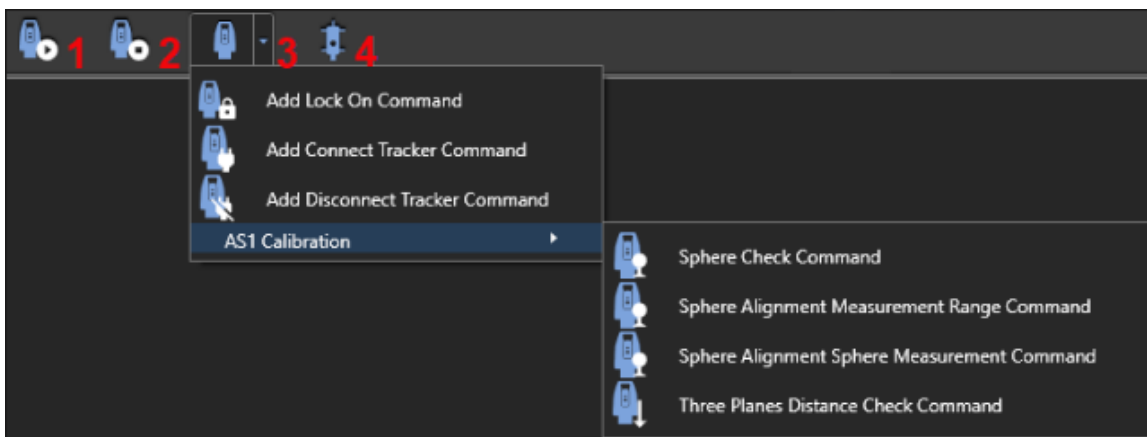 1 2 3 4
Add Lock On Command
Add Connect Tracker Command
Add Disconnect Tracker Command
AS1 Calibration
Sphere Check Command
Sphere Alignment Measurement Range Command
Sphere Alignment Sphere Measurement Command
Three Planes Distance Check Command